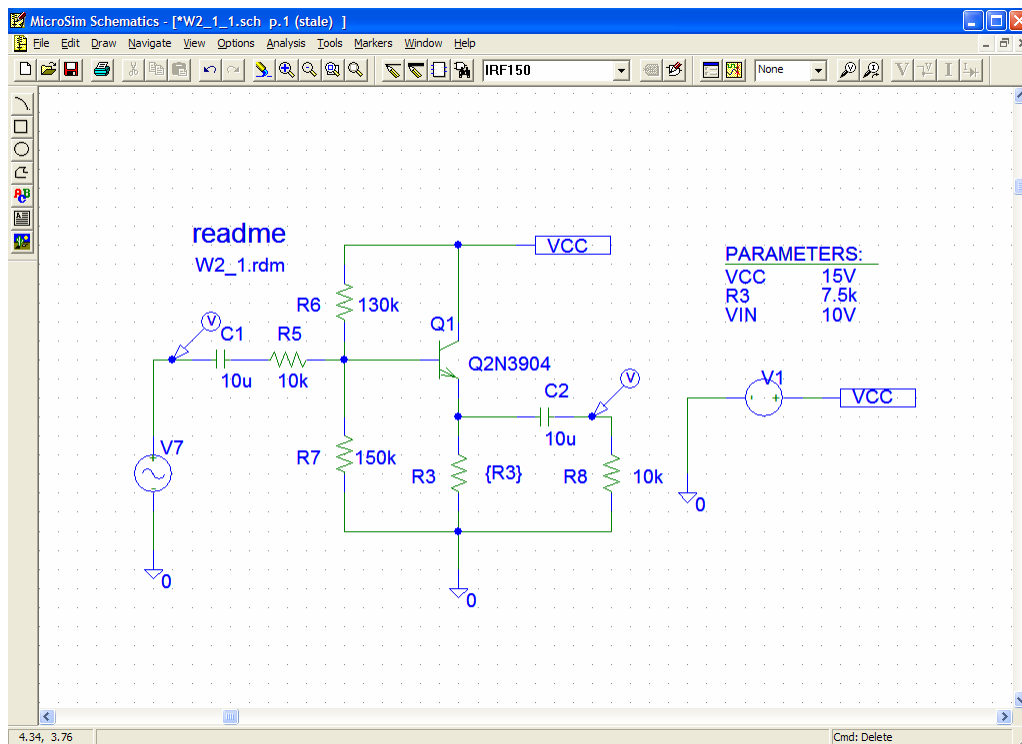 MicroSim Schematics - [*W2_1_1.sch p.1 (stale) ]
File Edit Draw Navigate View Options Analysis Tools Markers Window Help
IRF150 None
ABC
readme
W2_1.rdm
VCC
PARAMETERS:
VCC 15V
R3 7.5k
VIN 10V
R6 130k
V
C1
R5
Q1
10u
10k
Q2N3904
V
C2
10u
V1
VCC
V7
R7 150k
R3 {R3}
R8 10k
0
0
0
4.34, 3.76
Cmd: Delete